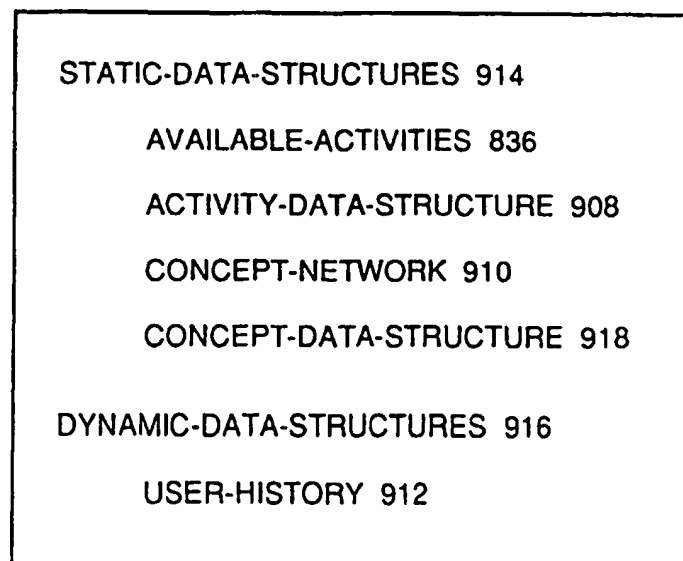 STATIC-DATA-STRUCTURES 914
AVAILABLE-ACTIVITIES 836
ACTIVITY-DATA-STRUCTURE 908
CONCEPT-NETWORK 910
CONCEPT-DATA-STRUCTURE 918
DYNAMIC-DATA-STRUCTURES 916
USER-HISTORY 912